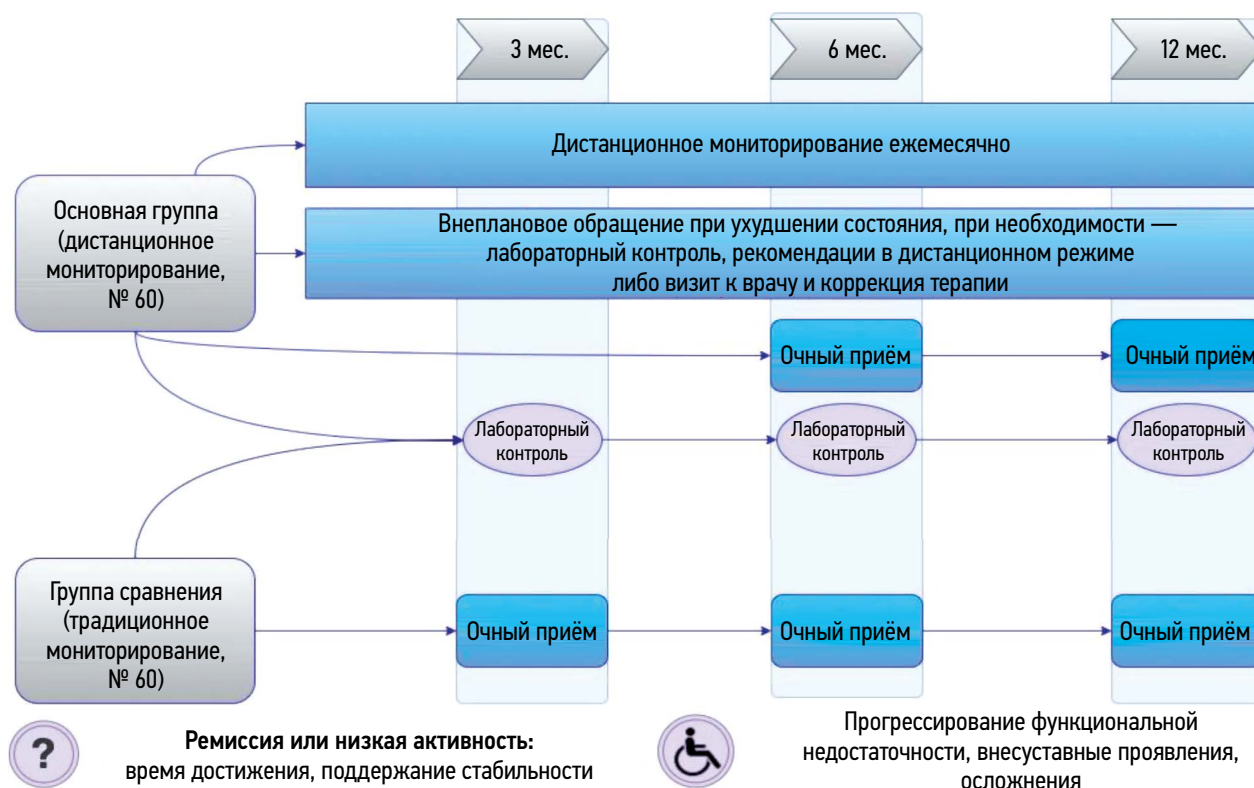 3 мес.
6 мес.
12 мес.
Дистанционное мониторирование ежемесячно
Основная группа
(дистанционное
мониторирование,
№ 60)
Внеплановое обращение при ухудшении состояния, при необходимости —
лабораторный контроль, рекомендации в дистанционном режиме
либо визит к врачу и коррекция терапии
Очный приём
Очный приём
Лабораторный
контроль
Лабораторный
контроль
Лабораторный
контроль
Группа сравнения
(традиционное
мониторирование,
№ 60)
Очный приём
Очный приём
Очный приём
?
Ремиссия или низкая активность:
время достижения, поддержание стабильности
Прогрессирование функциональной
недостаточности, внесуставные проявления,
осложнения